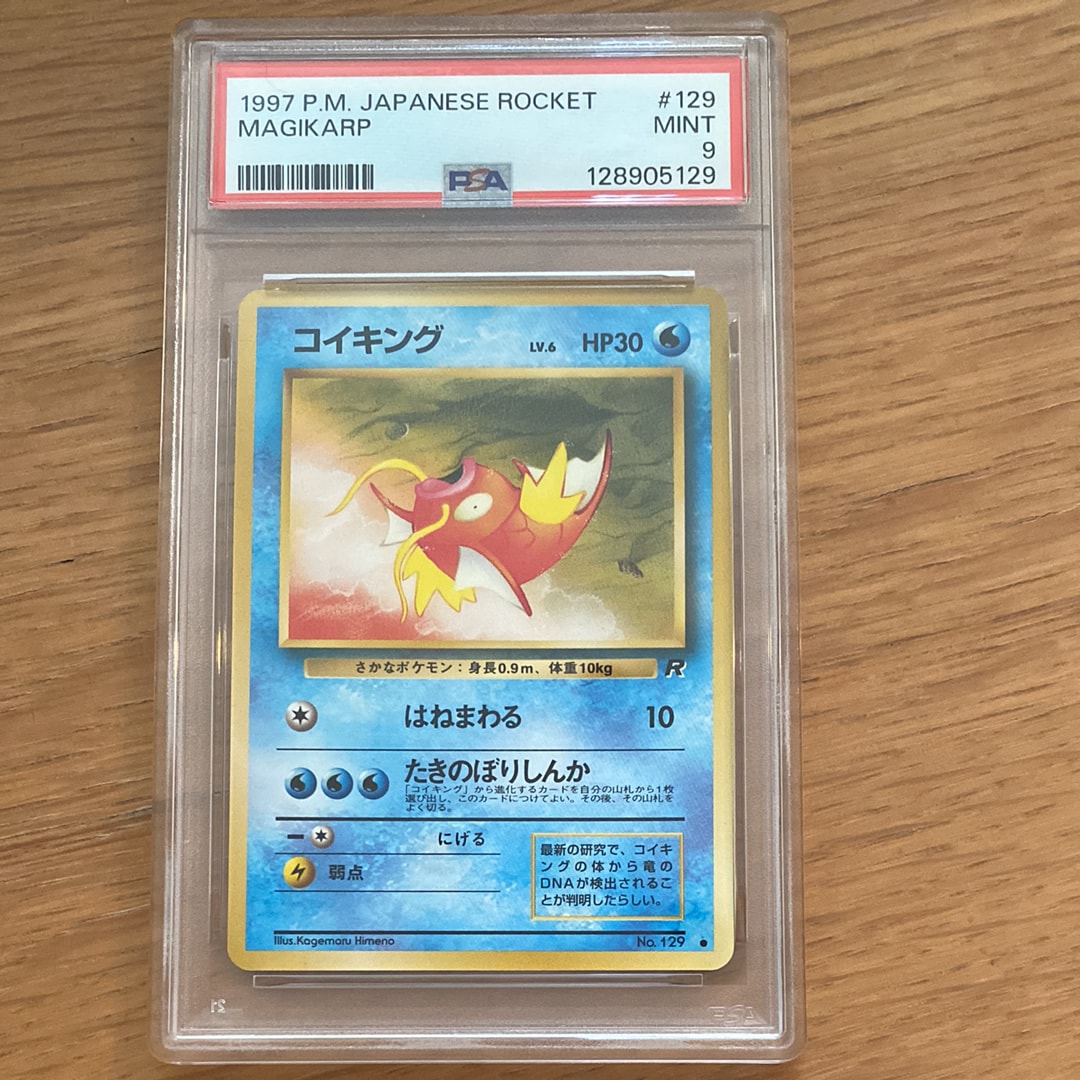 1997 P.M. JAPANESE ROCKET #129
MAGIKARP MINT
9
PSA 128905129
コイキング LV.6 HP30
さかなポケモン：身長0.9m、体重10kg R
はねまわる 10
たきのぼりしんか
「コイキング」から進化するカードを自分の山札から1枚
選び出し、このカードにつけてよい。その後、その山札を
よく切る。
にげる
弱点
最新の研究で、コイキ
ングの体から竜の
DNAが検出されるこ
とが判明したらしい。
Illus.Kagemaru Himeno No.129
PSA